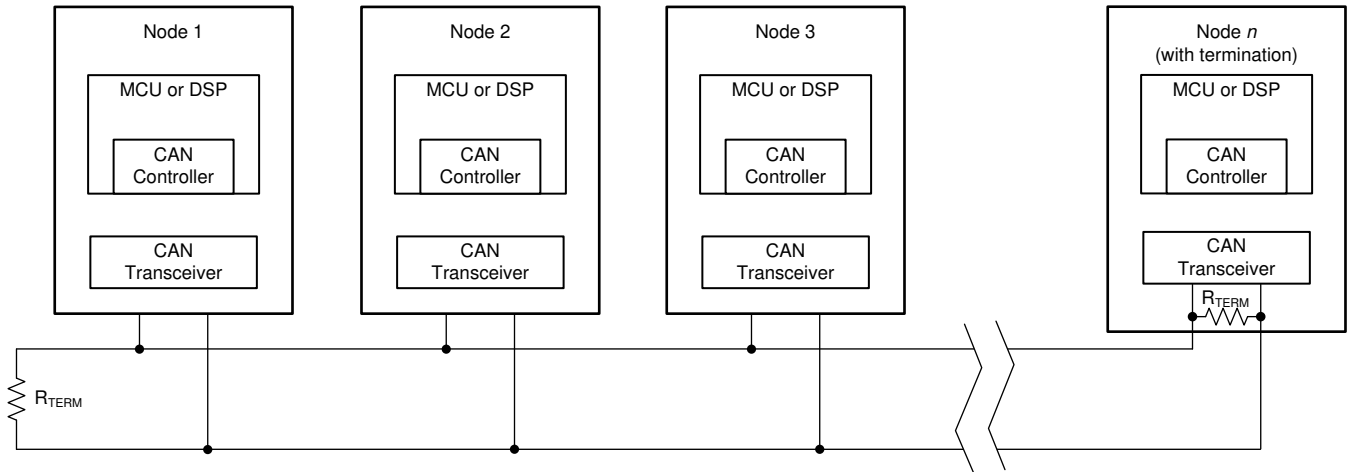 Node 1
MCU or DSP
CAN
Controller
CAN
Transceiver
Node 2
MCU or DSP
CAN
Controller
CAN
Transceiver
Node 3
MCU or DSP
CAN
Controller
CAN
Transceiver
Node n
(with termination)
MCU or DSP
CAN
Controller
CAN
Transceiver
RTERM
RTERM